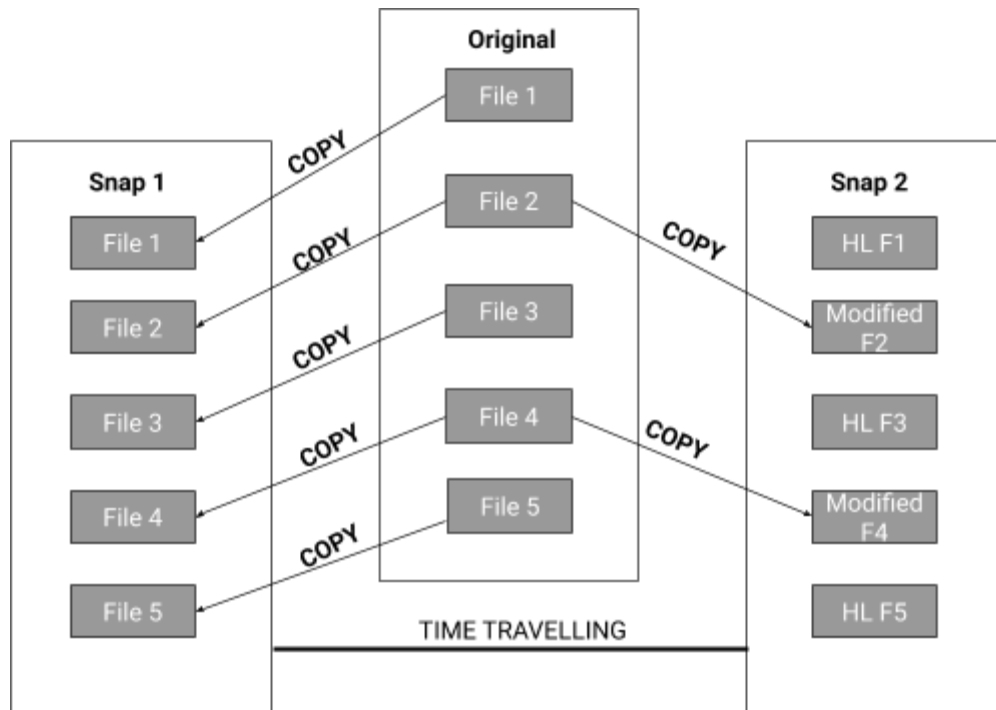 Original
File 1
File 2
File 3
File 4
File 5
Snap 1
File 1
File 2
File 3
File 4
File 5
COPY
COPY
COPY
COPY
COPY
Snap 2
HL F1
Modified
F2
HL F3
Modified
F4
HL F5
COPY
COPY
TIME TRAVELLING